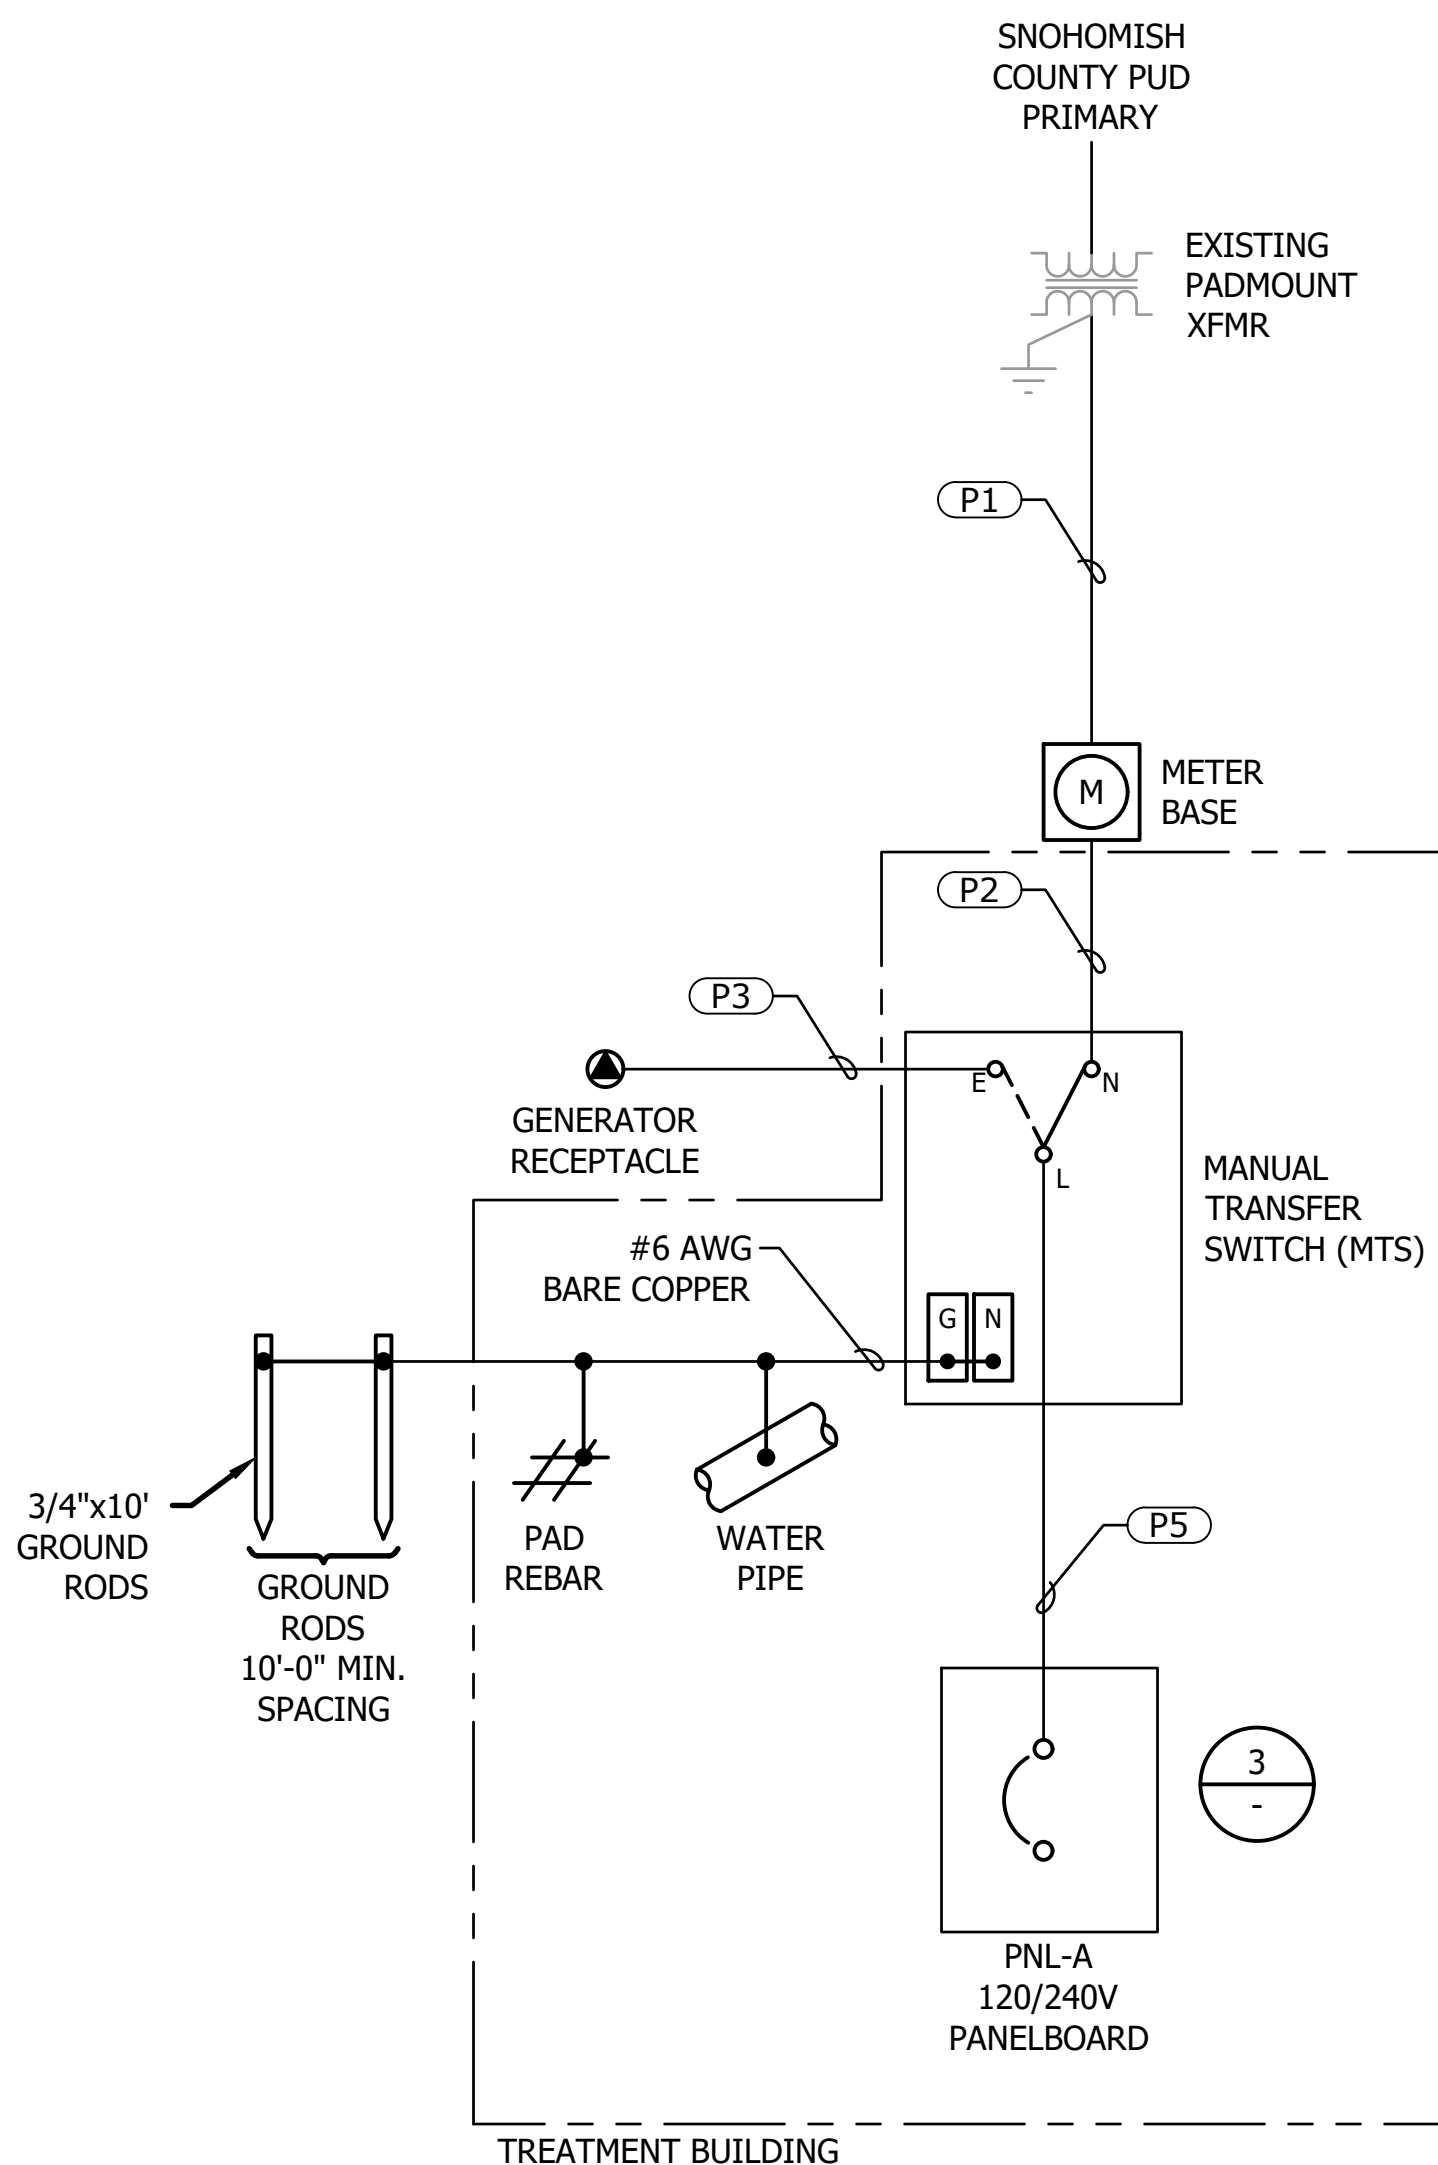 SNOHOMISH
COUNTY PUD
PRIMARY
EXISTING
PADMOUNT
XFMR
P1
M
METER
BASE
P2
P3
E
N
L
GENERATOR
RECEPTACLE
MANUAL
TRANSFER
SWITCH (MTS)
#6 AWG
BARE COPPER
G
N
3/4"x10'
GROUND
RODS
GROUND
RODS
10'-0" MIN.
SPACING
PAD
REBAR
WATER
PIPE
P5
3
-
PNL-A
120/240V
PANELBOARD
TREATMENT BUILDING